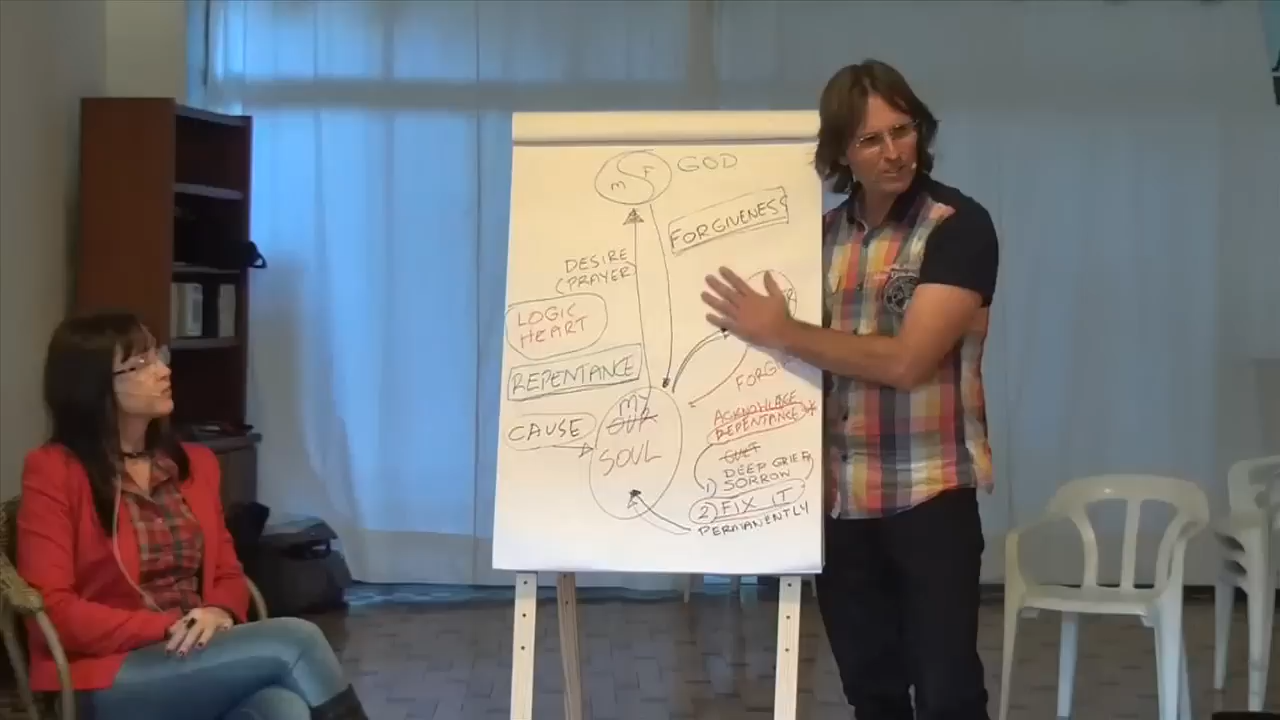 M F GOD
FORGIVENESS
DESIRE
(PRAYER)
LOGIC
HEART
REPENTANCE
CAUSE
MY
OUR
SOUL
ACKNOWLEDGE
REPENTANCE *
GUILT
DEEP GRIEF
1) SORROW
2) FIX IT
PERMANENTLY